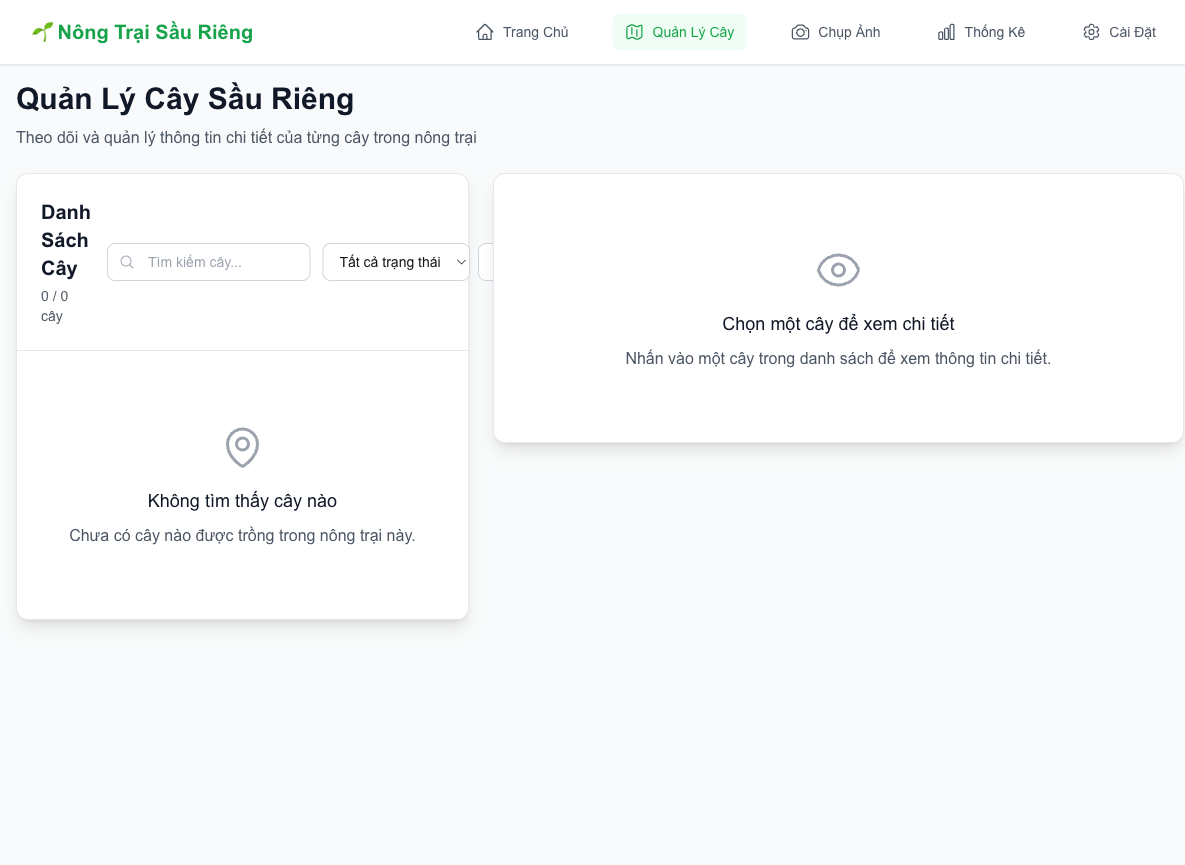 🌱 Nông Trại Sầu Riêng
Trang Chủ
Quản Lý Cây
Chụp Ảnh
Thống Kê
Cài Đặt
Quản Lý Cây Sầu Riêng
Theo dõi và quản lý thông tin chi tiết của từng cây trong nông trại
Danh
Sách
Cây
0 / 0
cây
Tìm kiếm cây...
Tất cả trạng thái
Không tìm thấy cây nào
Chưa có cây nào được trồng trong nông trại này.
Chọn một cây để xem chi tiết
Nhấn vào một cây trong danh sách để xem thông tin chi tiết.